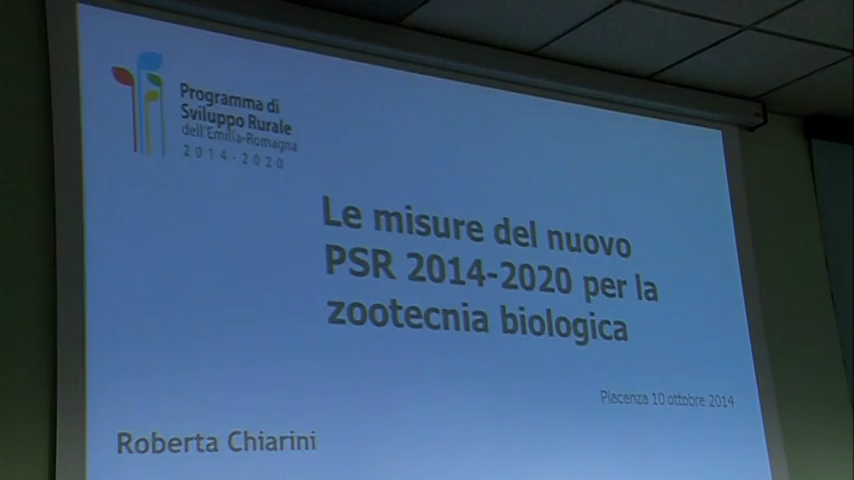 Programma di
Sviluppo Rurale
dell'Emilia-Romagna
2014-2020
Le misure del nuovo
PSR 2014-2020 per la
zootecnia biologica
Piacenza 10 ottobre 2014
Roberta Chiarini